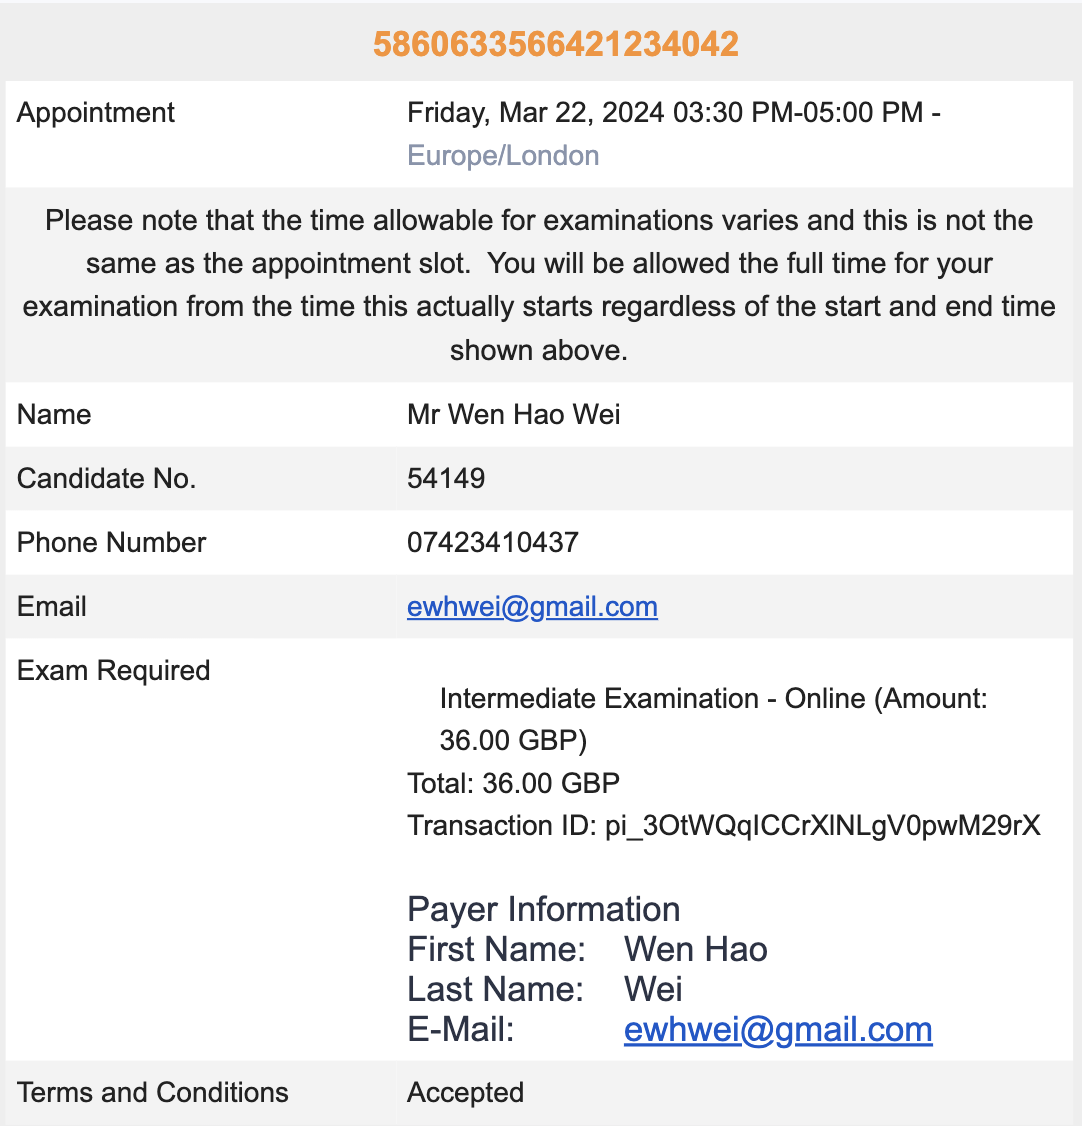 5860633566421234042
Appointment
Friday, Mar 22, 2024 03:30 PM-05:00 PM -
Europe/London
Please note that the time allowable for examinations varies and this is not the
same as the appointment slot.  You will be allowed the full time for your
examination from the time this actually starts regardless of the start and end time
shown above.
Name
Mr Wen Hao Wei
Candidate No.
54149
Phone Number
07423410437
Email
ewhwei@gmail.com
Exam Required
Intermediate Examination - Online (Amount:
36.00 GBP)
Total: 36.00 GBP
Transaction ID: pi_3OtWQqICCrXlNLgV0pwM29rX
Payer Information
First Name: Wen Hao
Last Name: Wei
E-Mail: ewhwei@gmail.com
Terms and Conditions
Accepted